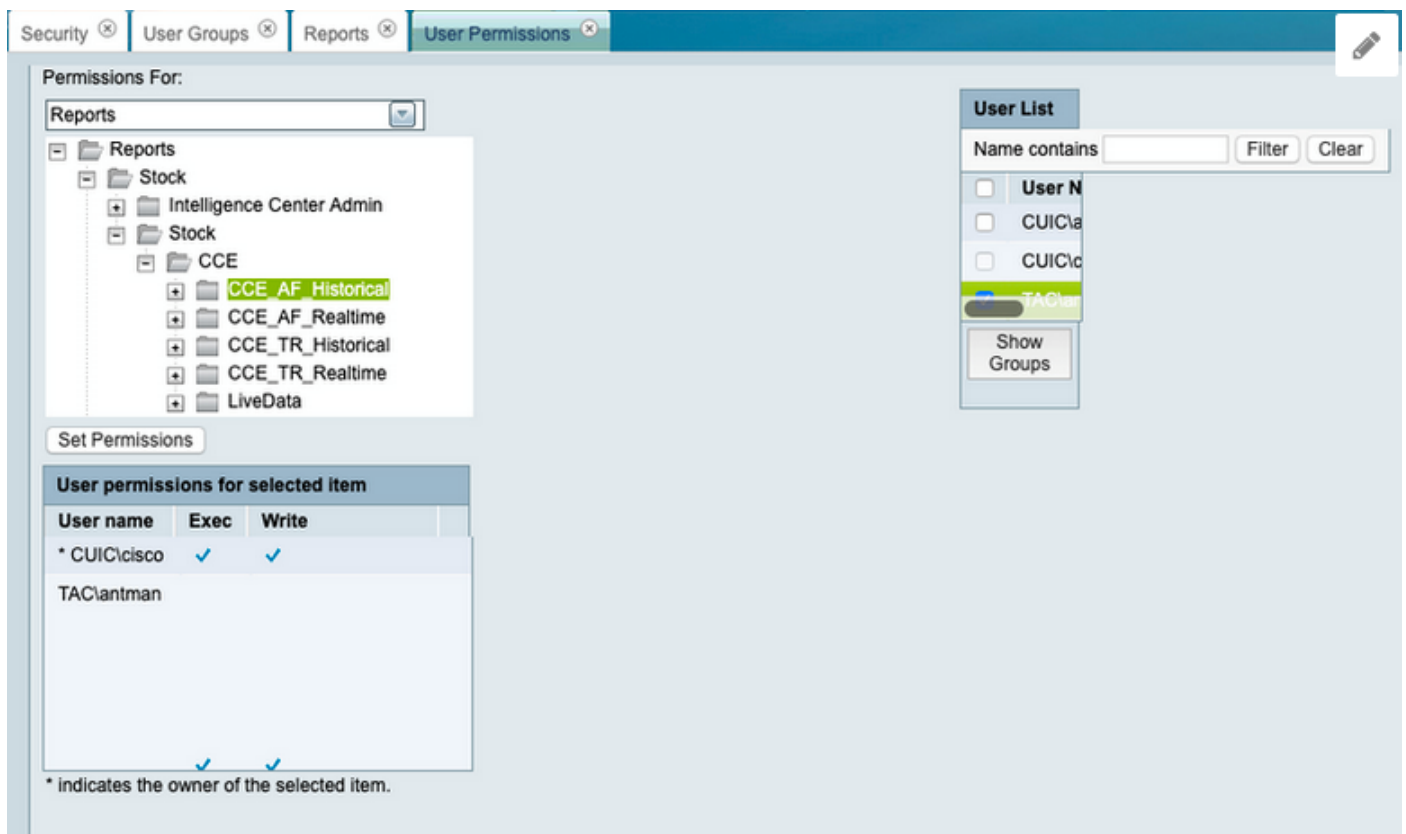 Security User Groups Reports User Permissions
Permissions For:
Reports
Reports
Stock
Intelligence Center Admin
Stock
CCE
CCE_AF_Historical
CCE_AF_Realtime
CCE_TR_Historical
CCE_TR_Realtime
LiveData
Set Permissions
User permissions for selected item
User name Exec Write
* CUIC\cisco
TAC\antman
* indicates the owner of the selected item.
User List
Name contains Filter Clear
User N
CUIC\a
CUIC\c
TAC\an
Show
Groups